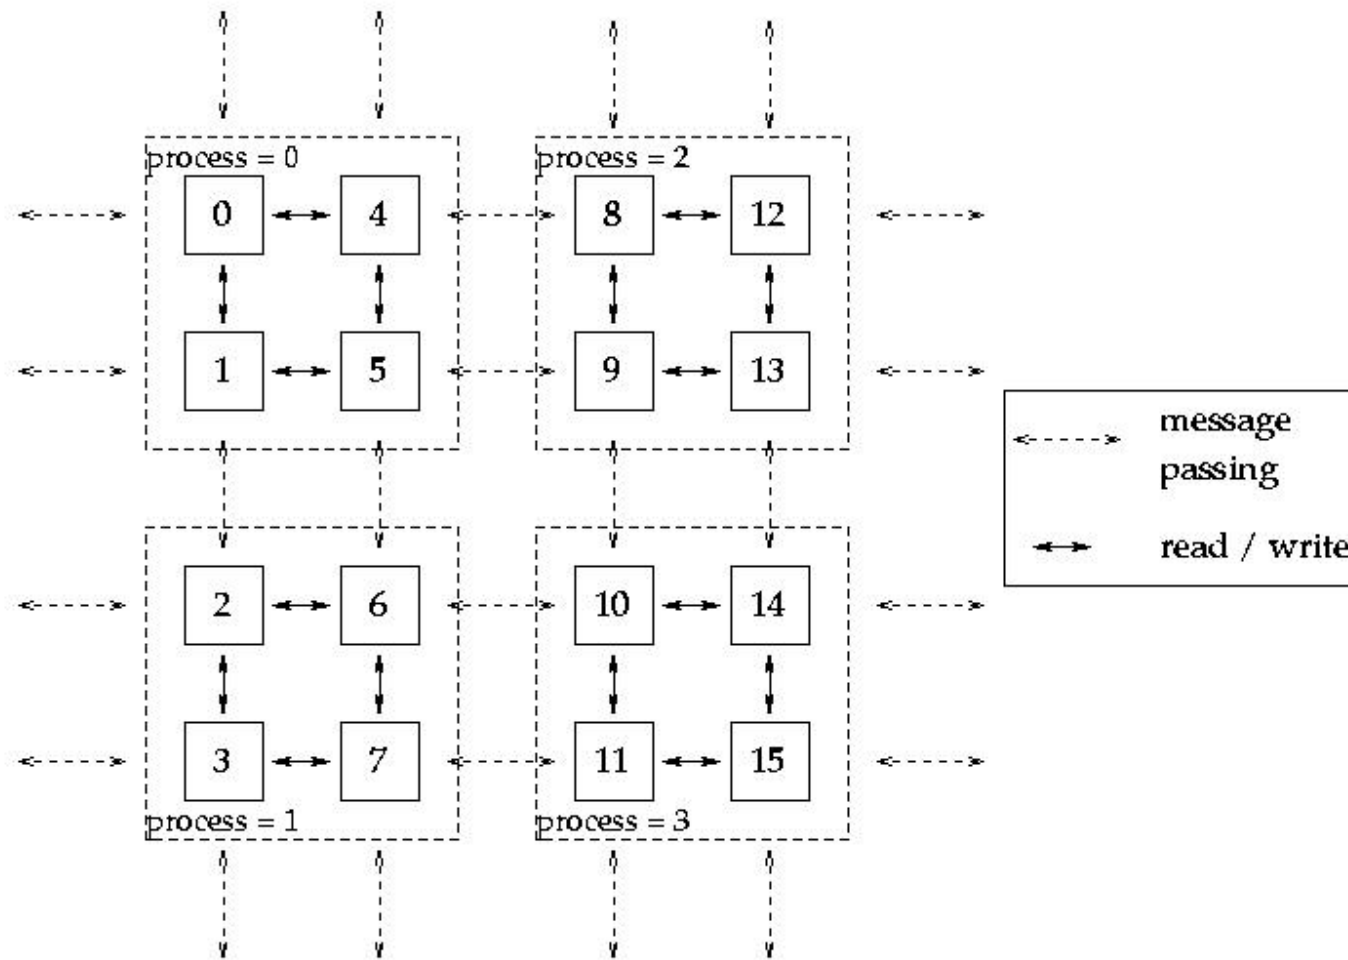 process = 0
process = 2
0
4
8
12
1
5
9
13
message
passing
read / write
2
6
10
14
3
7
11
15
process = 1
process = 3